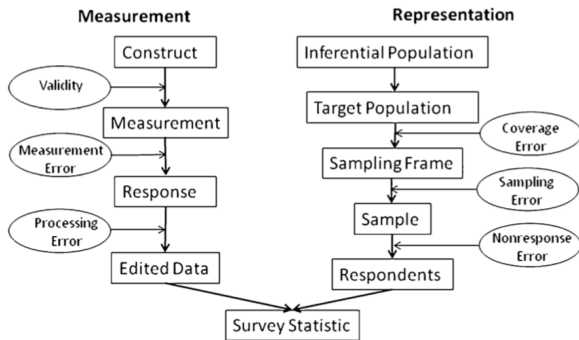 Measurement
Construct
Validity
Measurement
Measurement
Error
Response
Processing
Error
Edited Data
Representation
Inferential Population
Target Population
Coverage
Error
Sampling Frame
Sampling
Error
Sample
Nonresponse
Error
Respondents
Survey Statistic